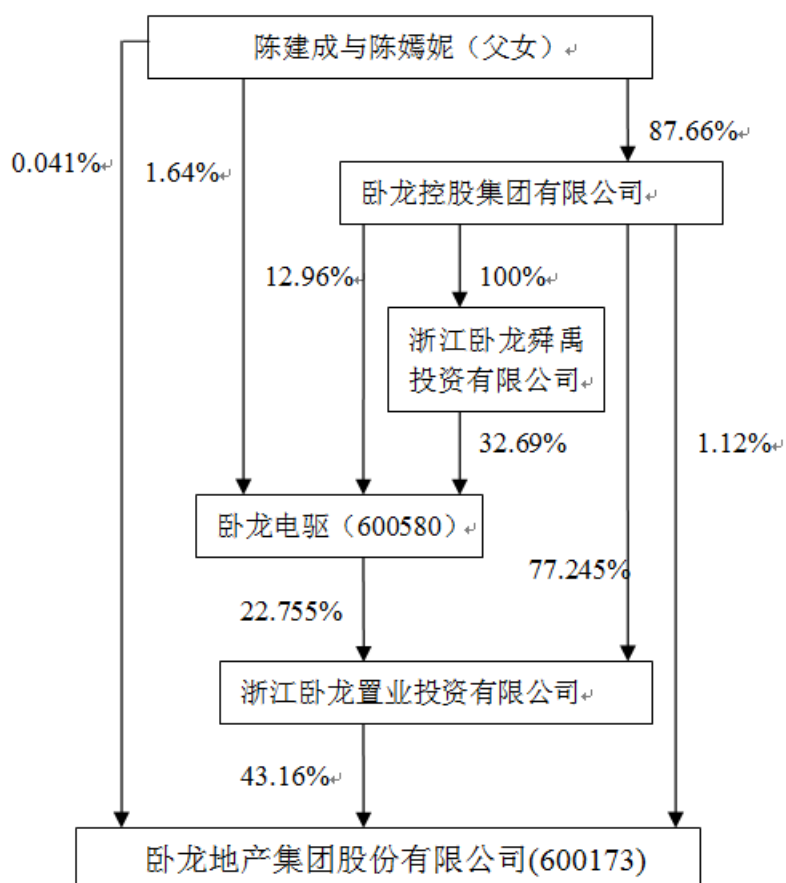 陈建成与陈嫣妮（父女）
87.66%
0.041%
1.64%
卧龙控股集团有限公司
12.96%
100%
浙江卧龙舜禹
投资有限公司
32.69%
1.12%
卧龙电驱（600580）
77.245%
22.755%
浙江卧龙置业投资有限公司
43.16%
卧龙地产集团股份有限公司(600173)